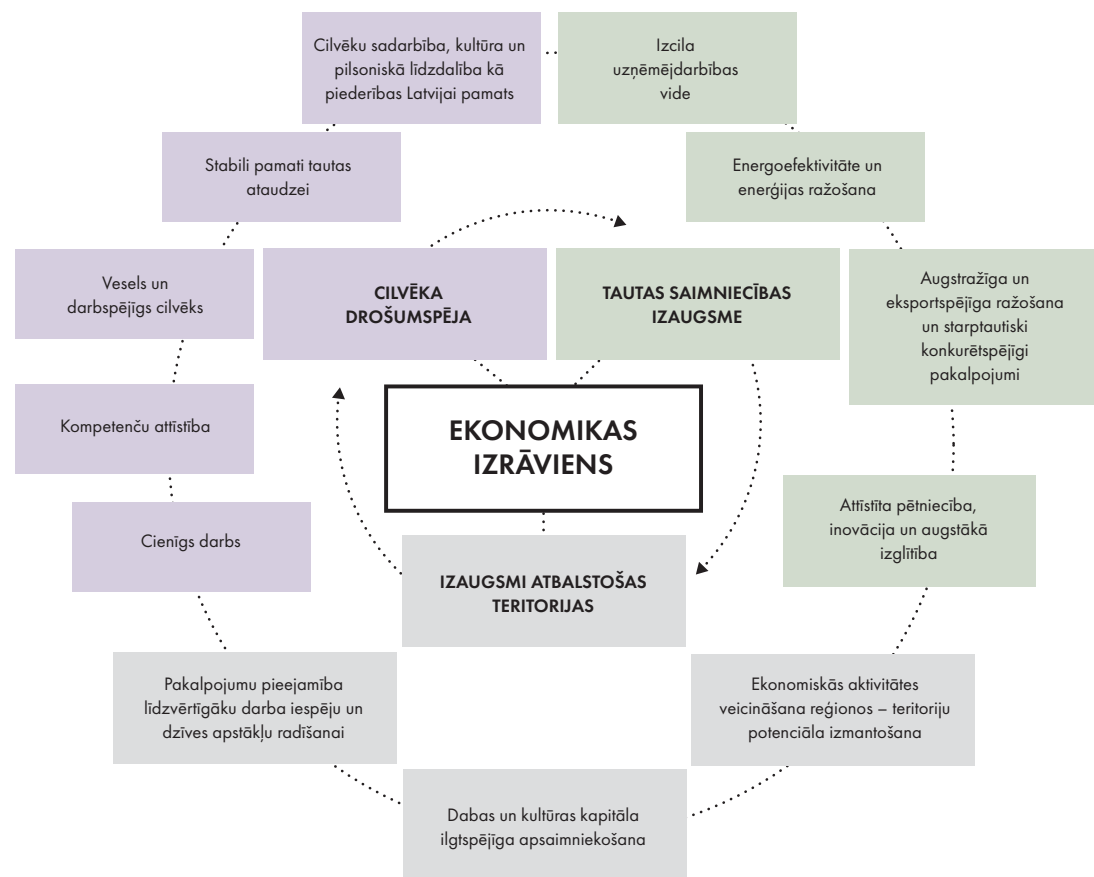 Cilvēku sadarbība, kultūra un
pilsoniskā līdzdalība kā
piederības Latvijai pamats
Izcila
uzņēmējdarbības
vide
Stabili pamati tautas
ataudzei
Energoefektivitāte un
enerģijas ražošana
Vesels un
darbspējīgs cilvēks
CILVĒKA
DROŠUMSPĒJA
TAUTAS SAIMNIECĪBAS
IZAUGSME
Augstražīga un
eksportspējīga ražošana
un starptautiski
konkurētspējīgi
pakalpojumi
Kompetenču attīstība
EKONOMIKAS
IZRĀVIENS
Cienīgs darbs
Attīstīta pētniecība,
inovācija un augstākā
izglītība
IZAUGSMI ATBALSTOŠAS
TERITORIJAS
Pakalpojumu pieejamība
līdzvērtīgāku darba iespēju un
dzīves apstākļu radīšanai
Ekonomiskās aktivitātes
veicināšana reģionos – teritoriju
potenciāla izmantošana
Dabas un kultūras kapitāla
ilgtspējīga apsaimniekošana